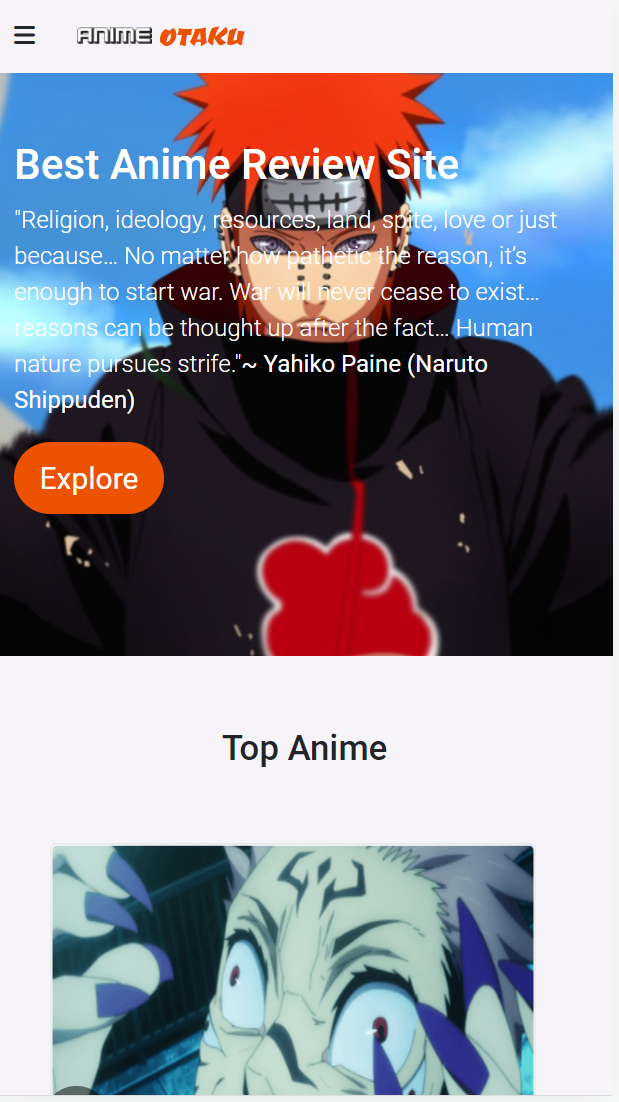 ANIME OTAKU
Best Anime Review Site
"Religion, ideology, resources, land, spite, love or just
because... No matter how pathetic the reason, it's
enough to start war. War will never cease to exist...
reasons can be thought up after the fact... Human
nature pursues strife."~ Yahiko Paine (Naruto
Shippuden)
Explore
Top Anime